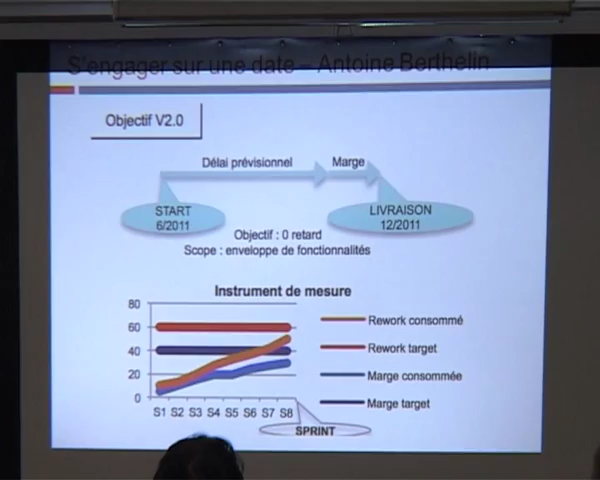 S'engager sur une date – Antoine Berthelin
Objectif V2.0
Délai prévisionnel
Marge
START
6/2011
LIVRAISON
12/2011
Objectif : 0 retard
Scope : enveloppe de fonctionnalités
Instrument de mesure
80
60
40
20
0
S1 S2 S3 S4 S5 S6 S7 S8
Rework consommé
Rework target
Marge consommée
Marge target
SPRINT